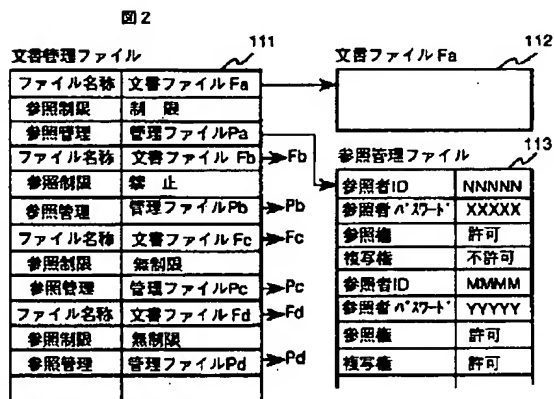 図2
文書管理ファイル 111
ファイル名称 文書ファイルFa
参照制限 制 限
参照管理 管理ファイルPa
ファイル名称 文書ファイル Fb Fb
参照制限 禁 止
参照管理 管理ファイルPb Pb
ファイル名称 文書ファイルFc Fc
参照制限 無制限
参照管理 管理ファイルPc Pc
ファイル名称 文書ファイルFd Fd
参照制限 無制限
参照管理 管理ファイルPd Pd
文書ファイルFa 112
参照管理ファイル 113
参照者ID NNNNN
参照者パスワード XXXXX
参照権 許可
複写権 不許可
参照者ID MMMM
参照者パスワード YYYYY
参照権 許可
複写権 許可